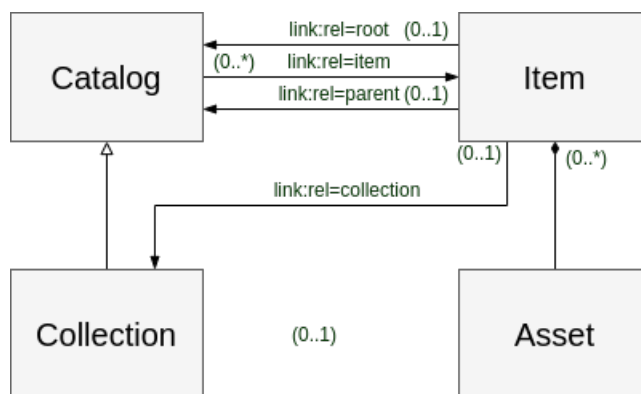 link:rel=root (0..1)
Catalog
(0..*) link:rel=item
Item
link:rel=parent (0..1)
(0..1)
(0..*)
link:rel=collection
Collection
(0..1)
Asset